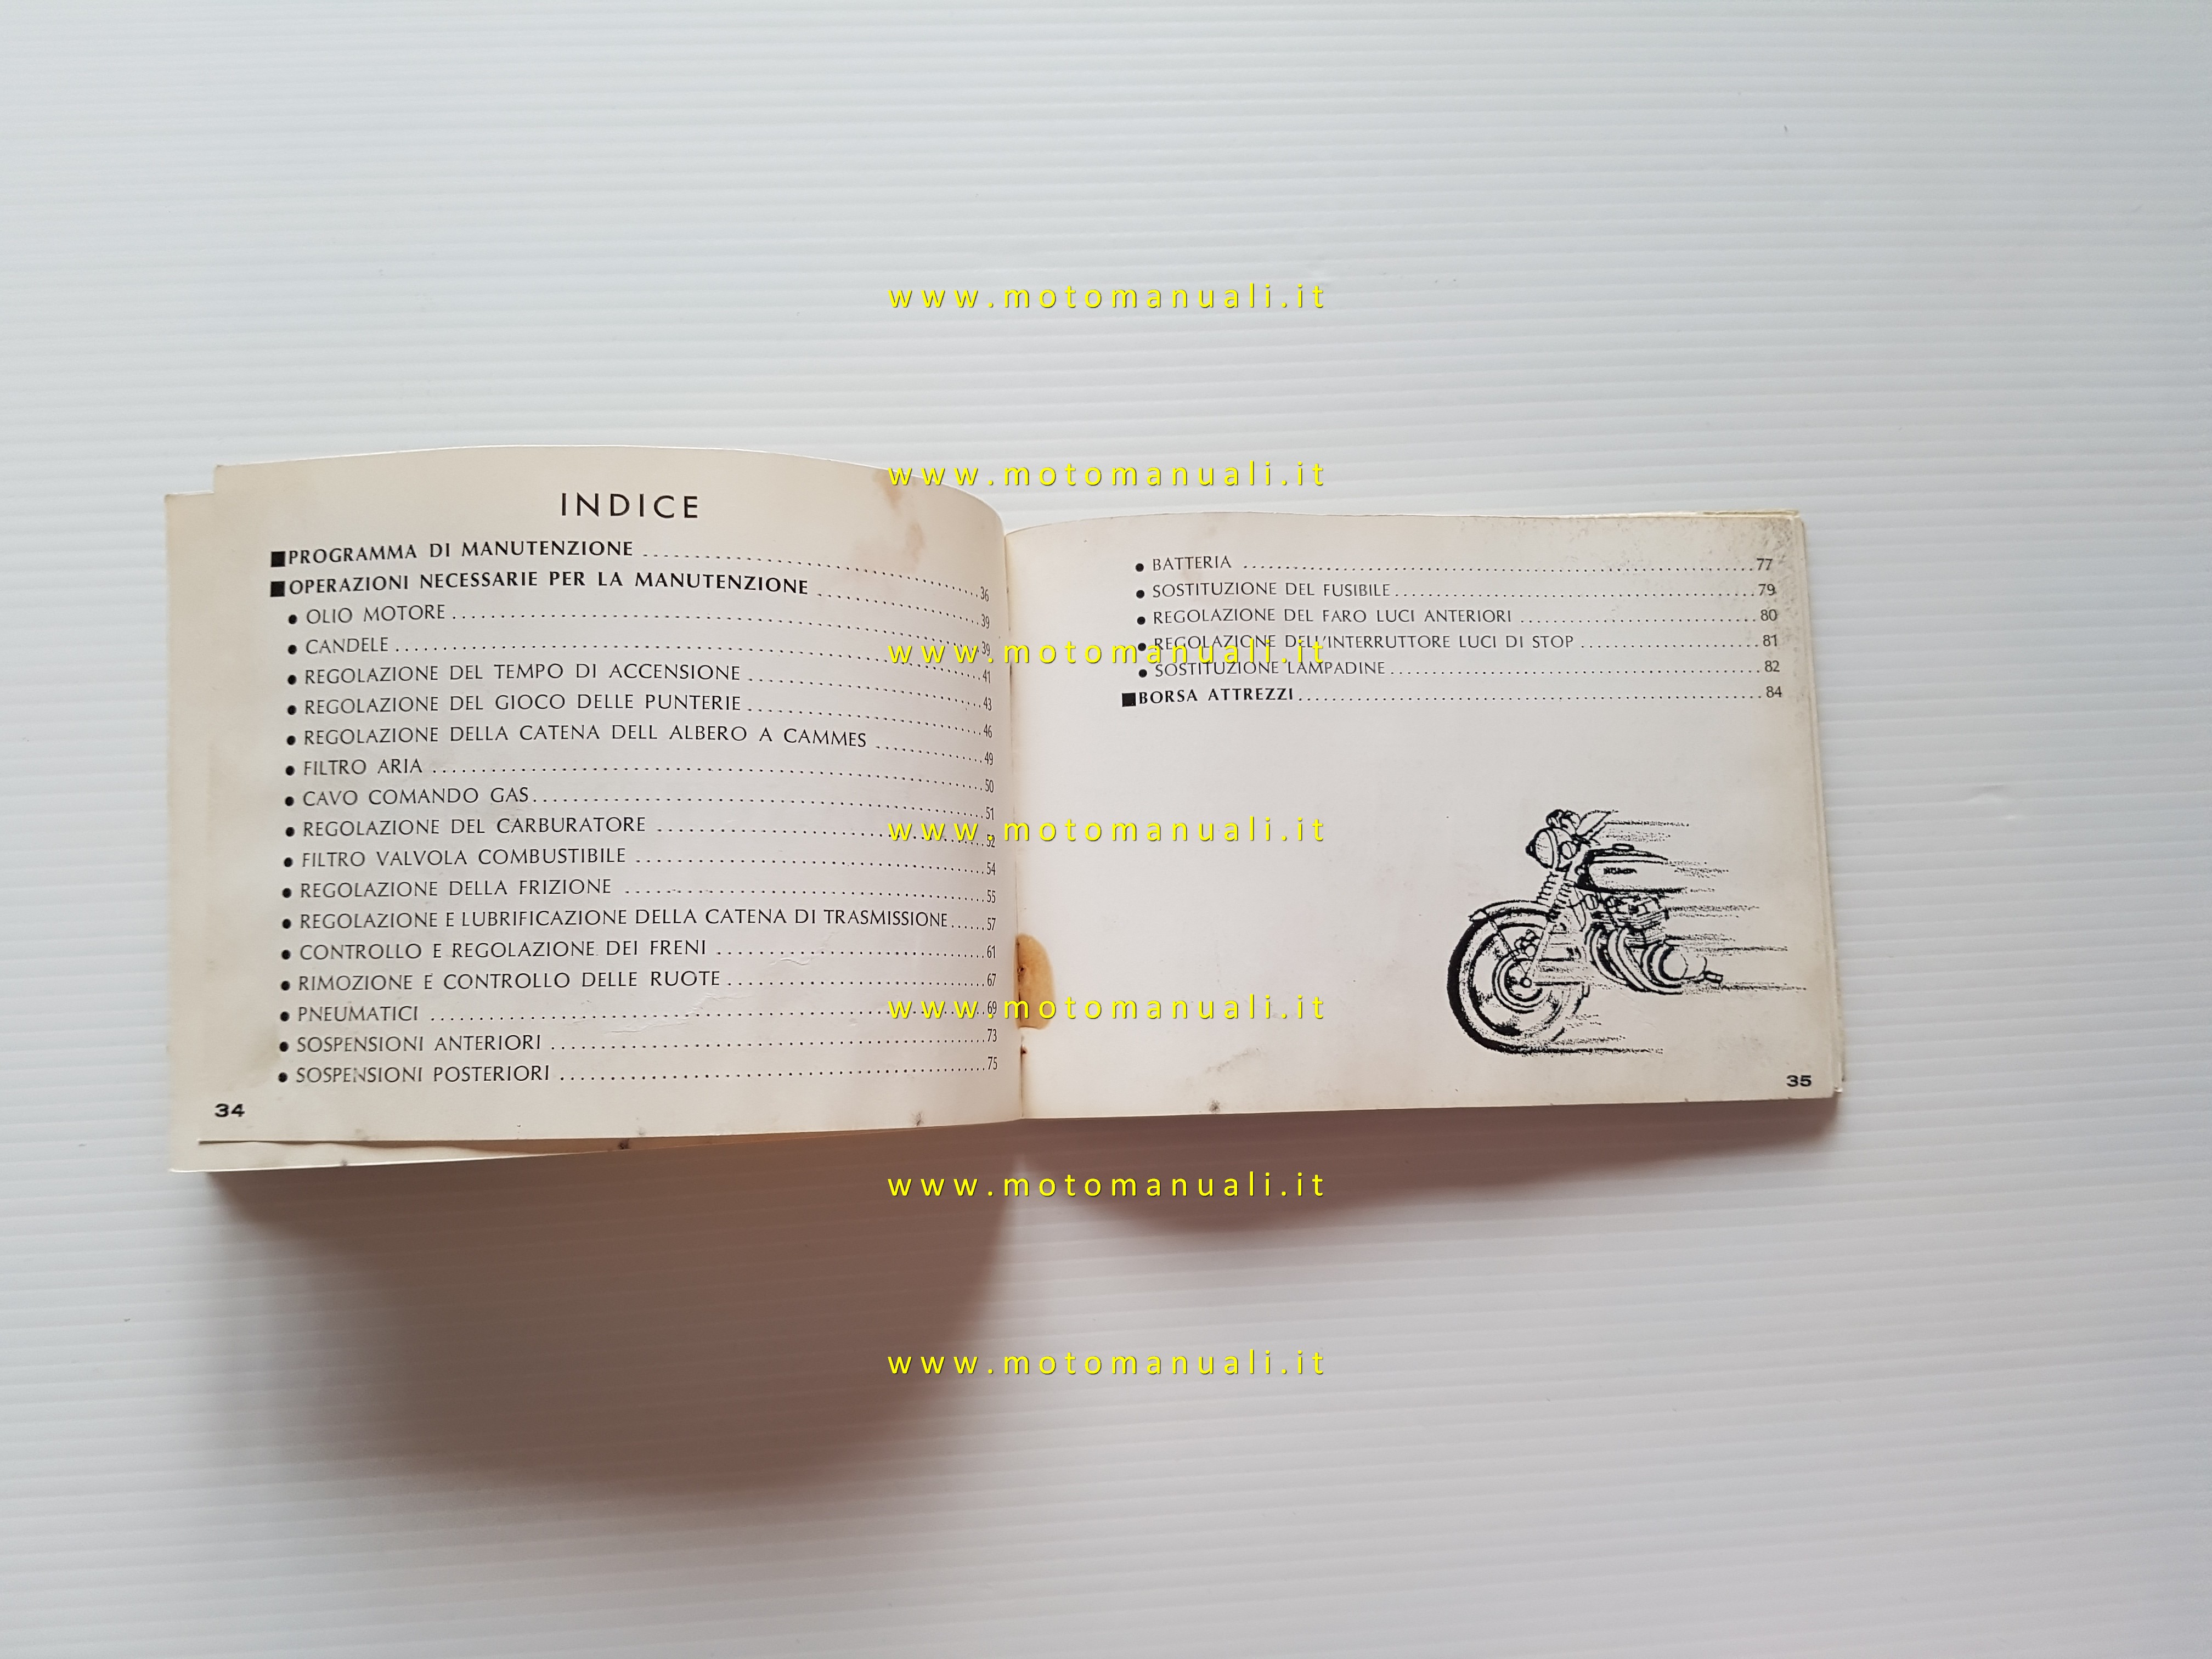 INDICE
■PROGRAMMA DI MANUTENZIONE ....................36
■OPERAZIONI NECESSARIE PER LA MANUTENZIONE ....................39
● OLIO MOTORE ....................39
● CANDELE ....................41
● REGOLAZIONE DEL TEMPO DI ACCENSIONE ....................43
● REGOLAZIONE DEL GIOCO DELLE PUNTERIE ....................46
● REGOLAZIONE DELLA CATENA DELL ALBERO A CAMMES ....................49
● FILTRO ARIA ....................50
● CAVO COMANDO GAS ....................51
● REGOLAZIONE DEL CARBURATORE ....................52
● FILTRO VALVOLA COMBUSTIBILE ....................54
● REGOLAZIONE DELLA FRIZIONE ....................55
● REGOLAZIONE E LUBRIFICAZIONE DELLA CATENA DI TRASMISSIONE ......57
● CONTROLLO E REGOLAZIONE DEI FRENI ....................61
● RIMOZIONE E CONTROLLO DELLE RUOTE ....................67
● PNEUMATICI ....................69
● SOSPENSIONI ANTERIORI ....................73
● SOSPENSIONI POSTERIORI ....................75
34
● BATTERIA ....................77
● SOSTITUZIONE DEL FUSIBILE ....................79
● REGOLAZIONE DEL FARO LUCI ANTERIORI ....................80
● REGOLAZIONE DELL'INTERRUTTORE LUCI DI STOP ....................81
● SOSTITUZIONE LAMPADINE ....................82
■BORSA ATTREZZI ....................84
35
www.motomanuali.it
www.motomanuali.it
www.motomanuali.it
www.motomanuali.it
www.motomanuali.it
www.motomanuali.it
www.motomanuali.it